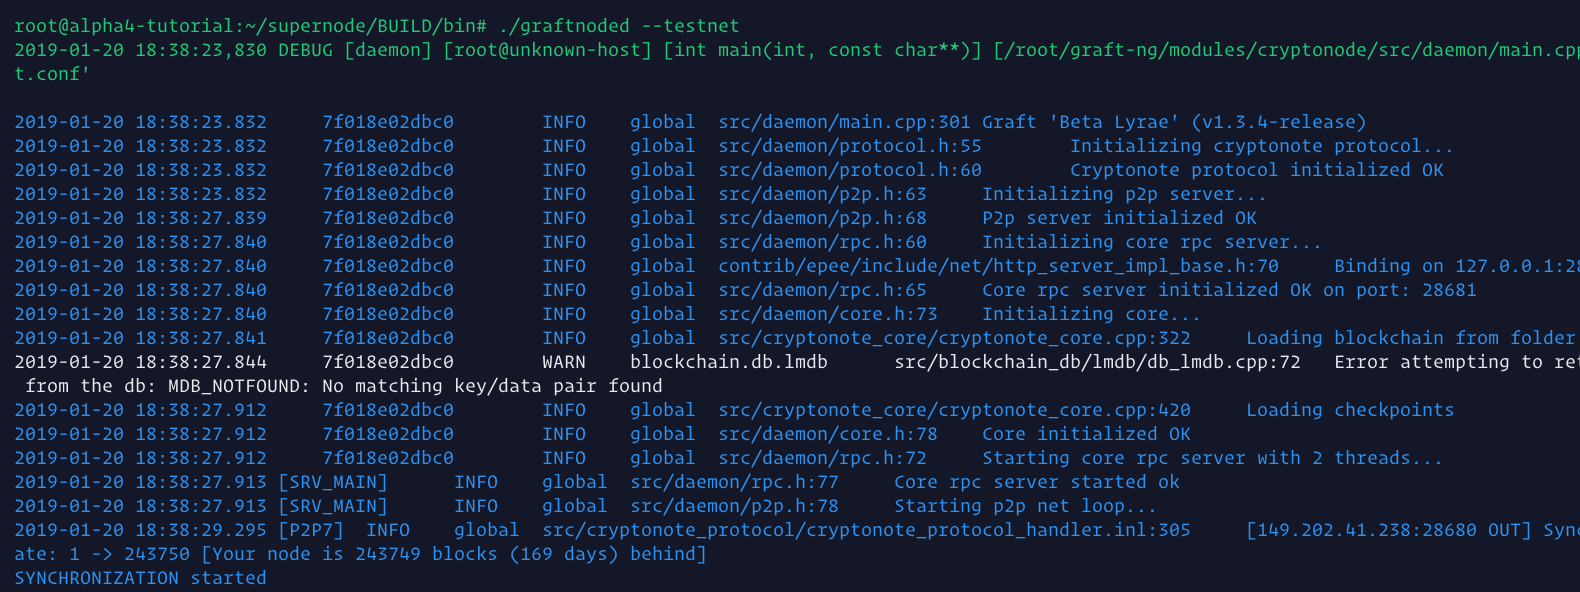 root@alpha4-tutorial:~/supernode/BUILD/bin# ./graftnoded --testnet
2019-01-20 18:38:23,830 DEBUG [daemon] [root@unknown-host] [int main(int, const char**)] [/root/graft-ng/modules/cryptonode/src/daemon/main.cpp
t.conf'
2019-01-20 18:38:23.832 7f018e02dbc0 INFO global src/daemon/main.cpp:301 Graft 'Beta Lyrae' (v1.3.4-release)
2019-01-20 18:38:23.832 7f018e02dbc0 INFO global src/daemon/protocol.h:55 Initializing cryptonote protocol...
2019-01-20 18:38:23.832 7f018e02dbc0 INFO global src/daemon/protocol.h:60 Cryptonote protocol initialized OK
2019-01-20 18:38:23.832 7f018e02dbc0 INFO global src/daemon/p2p.h:63 Initializing p2p server...
2019-01-20 18:38:27.839 7f018e02dbc0 INFO global src/daemon/p2p.h:68 P2p server initialized OK
2019-01-20 18:38:27.840 7f018e02dbc0 INFO global src/daemon/rpc.h:60 Initializing core rpc server...
2019-01-20 18:38:27.840 7f018e02dbc0 INFO global contrib/epee/include/net/http_server_impl_base.h:70 Binding on 127.0.0.1:28
2019-01-20 18:38:27.840 7f018e02dbc0 INFO global src/daemon/rpc.h:65 Core rpc server initialized OK on port: 28681
2019-01-20 18:38:27.840 7f018e02dbc0 INFO global src/daemon/core.h:73 Initializing core...
2019-01-20 18:38:27.841 7f018e02dbc0 INFO global src/cryptonote_core/cryptonote_core.cpp:322 Loading blockchain from folder
2019-01-20 18:38:27.844 7f018e02dbc0 WARN blockchain.db.lmdb src/blockchain_db/lmdb/db_lmdb.cpp:72 Error attempting to ret
from the db: MDB_NOTFOUND: No matching key/data pair found
2019-01-20 18:38:27.912 7f018e02dbc0 INFO global src/cryptonote_core/cryptonote_core.cpp:420 Loading checkpoints
2019-01-20 18:38:27.912 7f018e02dbc0 INFO global src/daemon/core.h:78 Core initialized OK
2019-01-20 18:38:27.912 7f018e02dbc0 INFO global src/daemon/rpc.h:72 Starting core rpc server with 2 threads...
2019-01-20 18:38:27.913 [SRV_MAIN] INFO global src/daemon/rpc.h:77 Core rpc server started ok
2019-01-20 18:38:27.913 [SRV_MAIN] INFO global src/daemon/p2p.h:78 Starting p2p net loop...
2019-01-20 18:38:29.295 [P2P7] INFO global src/cryptonote_protocol/cryptonote_protocol_handler.inl:305 [149.202.41.238:28680 OUT] Sync
ate: 1 -> 243750 [Your node is 243749 blocks (169 days) behind]
SYNCHRONIZATION started